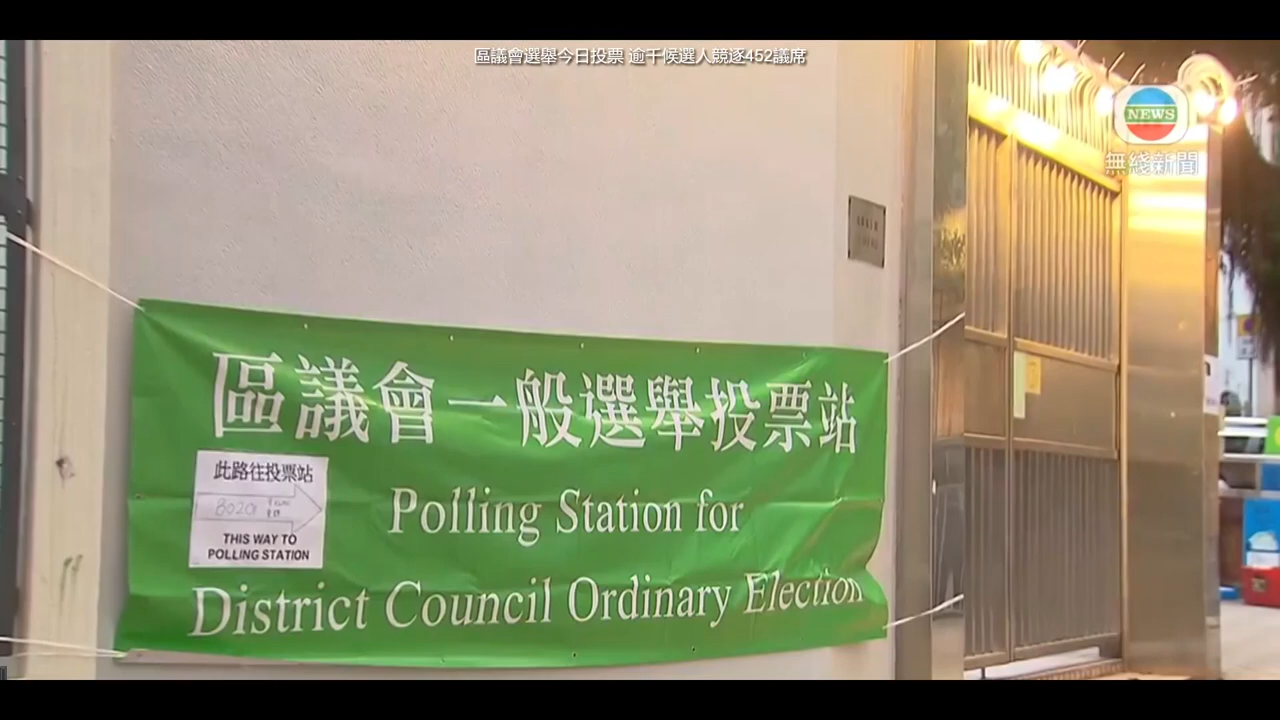 區議會選舉今日投票 逾千候選人競逐452議席
NEWS
無綫新聞
區議會一般選舉投票站
此路往投票站
B0201
THIS WAY TO
POLLING STATION
Polling Station for
District Council Ordinary Election